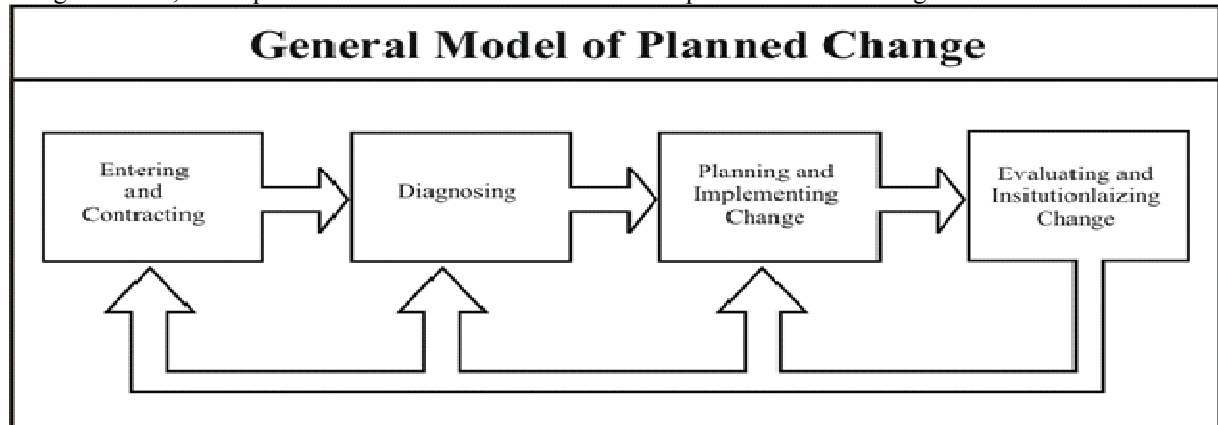 General Model of Planned Change
Entering
and
Contracting
Diagnosing
Planning and
Implementing
Change
Evaluating and
Insitutionlaizing
Change